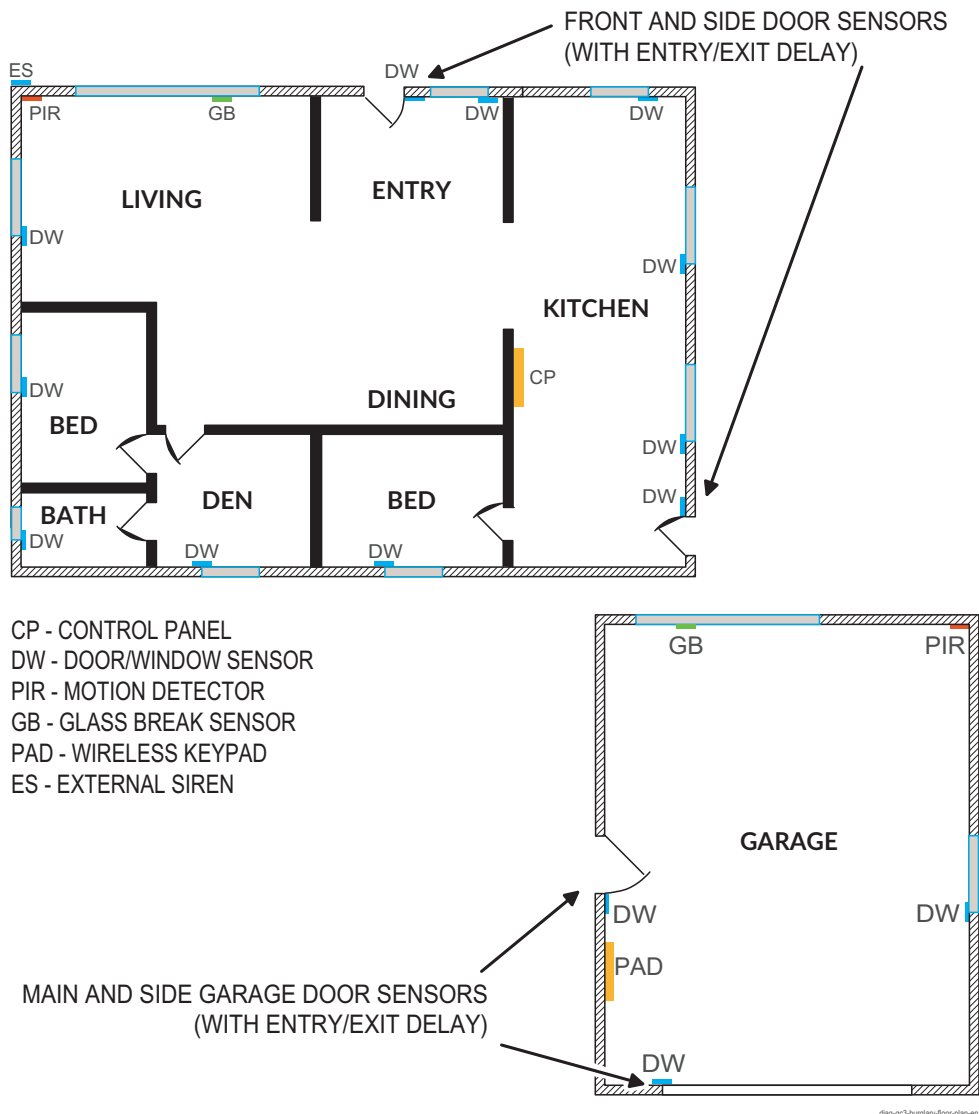 FRONT AND SIDE DOOR SENSORS
(WITH ENTRY/EXIT DELAY)
ES
DW
PIR
GB
DW
DW
LIVING
ENTRY
DW
DW
KITCHEN
CP
DW
DINING
BED
DW
DW
DEN
BED
BATH
DW
DW
DW
CP - CONTROL PANEL
DW - DOOR/WINDOW SENSOR
PIR - MOTION DETECTOR
GB - GLASS BREAK SENSOR
PAD - WIRELESS KEYPAD
ES - EXTERNAL SIREN
GB
PIR
GARAGE
DW
DW
PAD
MAIN AND SIDE GARAGE DOOR SENSORS
(WITH ENTRY/EXIT DELAY)
DW